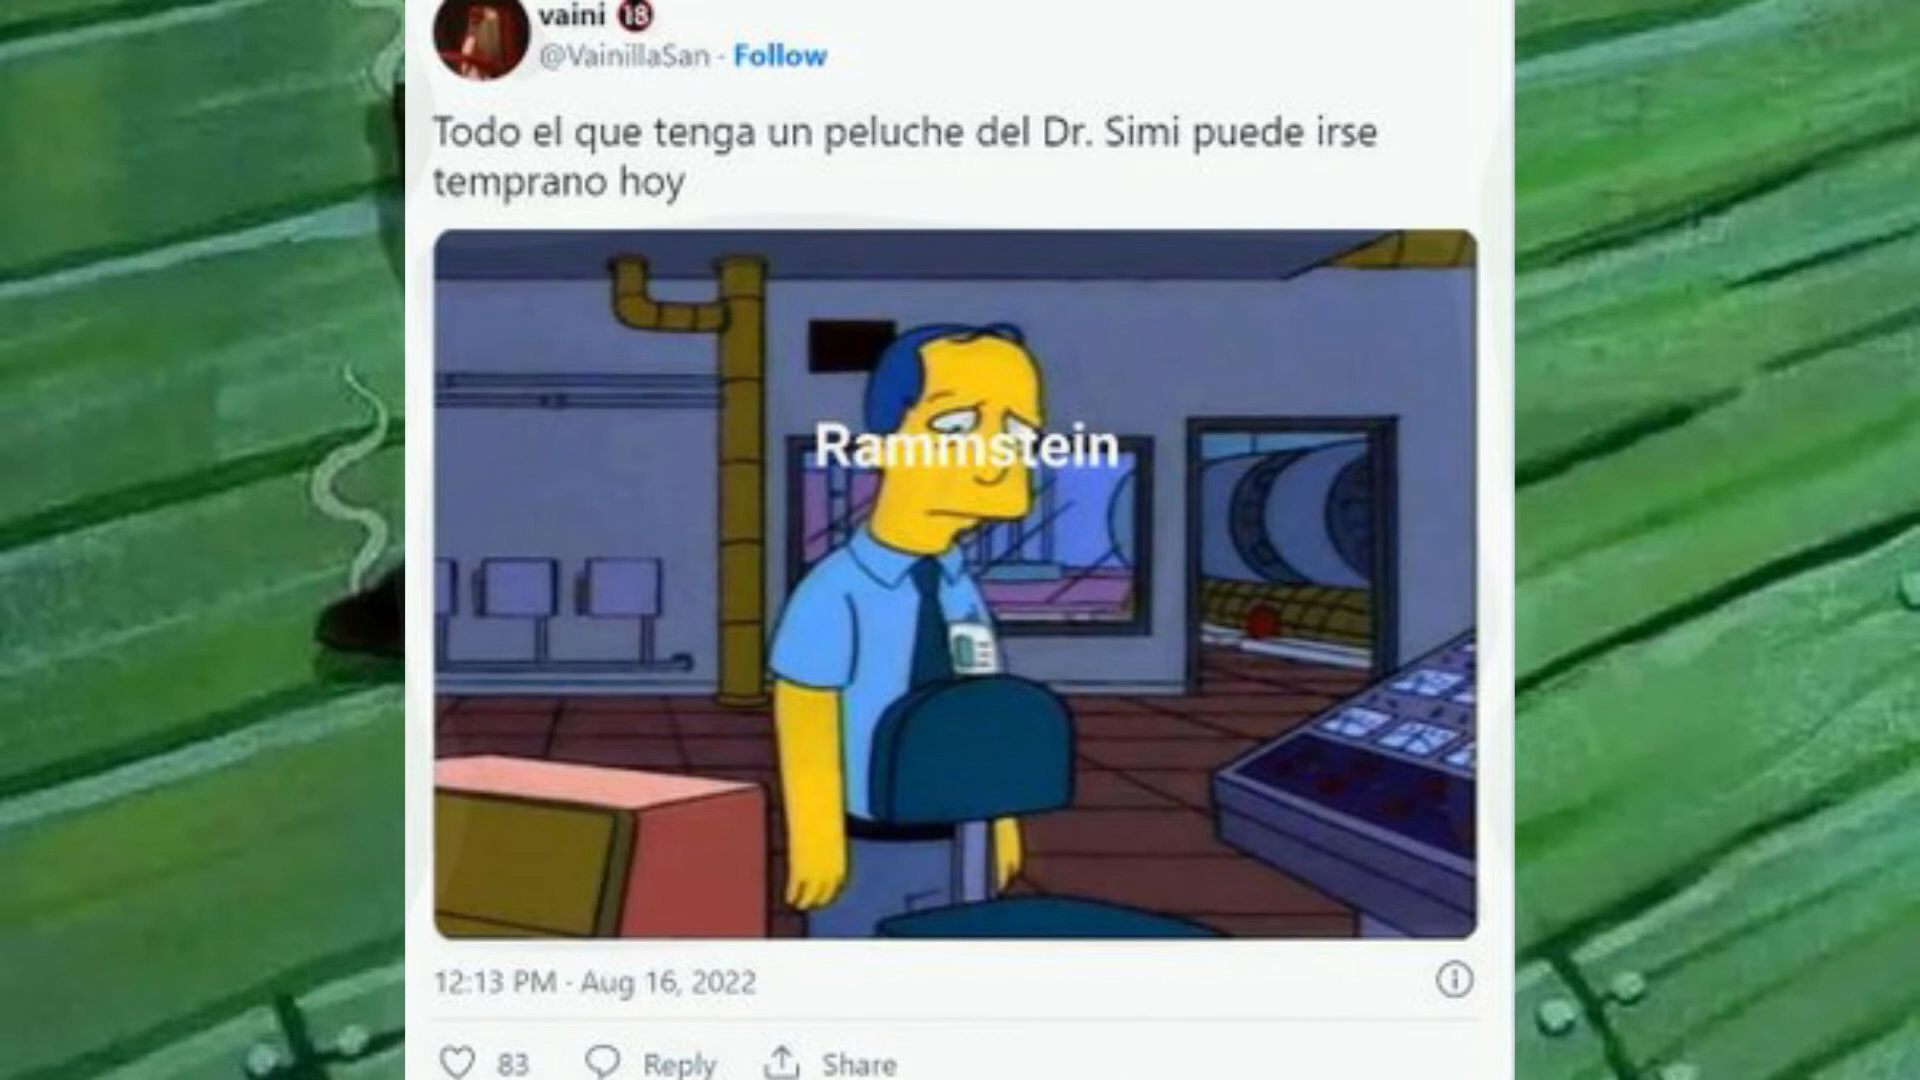 vaini 🔞
@VainillaSan · Follow
Todo el que tenga un peluche del Dr. Simi puede irse
temprano hoy
Rammstein
12:13 PM · Aug 16, 2022
83 Reply Share